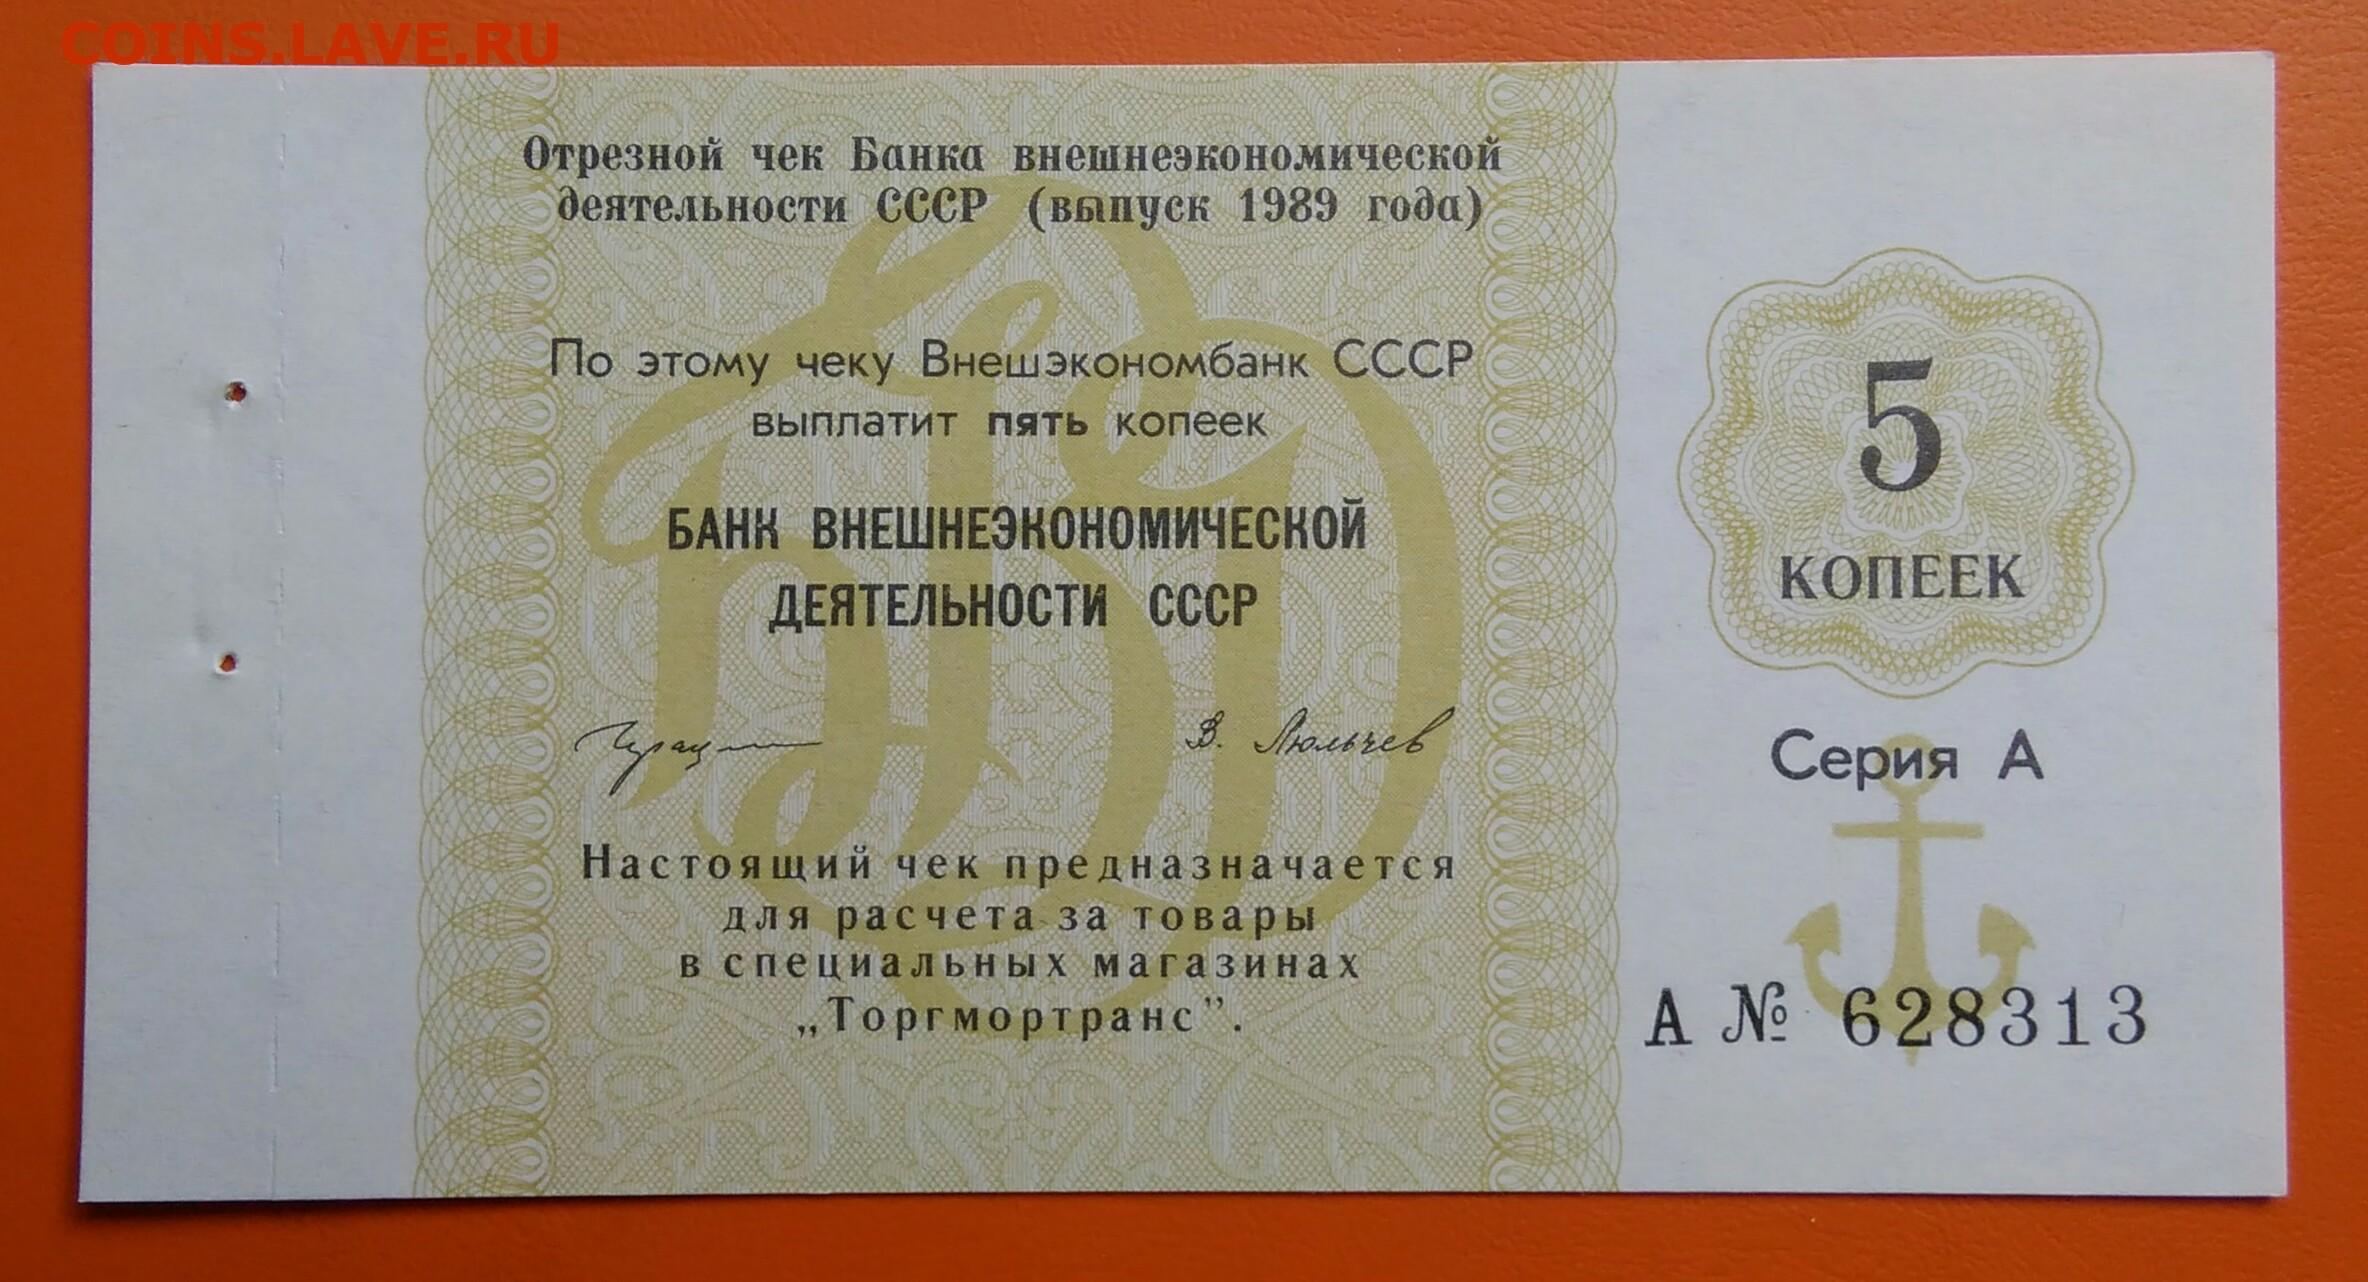 COINS.LAVE.RU
Отрезной чек Банка внешнеэкономической
деятельности СССР (выпуск 1989 года)
По этому чеку Внешэкономбанк СССР
выплатит пять копеек
БАНК ВНЕШНЕЭКОНОМИЧЕСКОЙ
ДЕЯТЕЛЬНОСТИ СССР
В. Люльчев
Настоящий чек предназначается
для расчета за товары
в специальных магазинах
„Торгмортранс”.
5
КОПЕЕК
Серия А
А № 628313